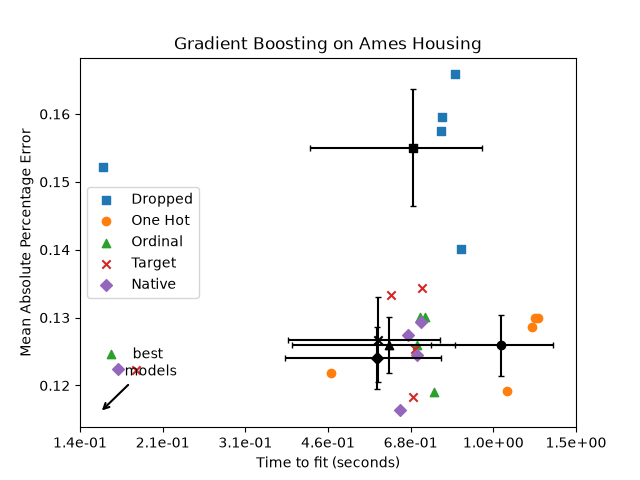 Gradient Boosting on Ames Housing
Mean Absolute Percentage Error
0.16
0.15
0.14
0.13
0.12
Dropped
One Hot
Ordinal
Target
Native
best
models
1.4e-01 2.1e-01 3.1e-01 4.6e-01 6.8e-01 1.0e+00 1.5e+00
Time to fit (seconds)